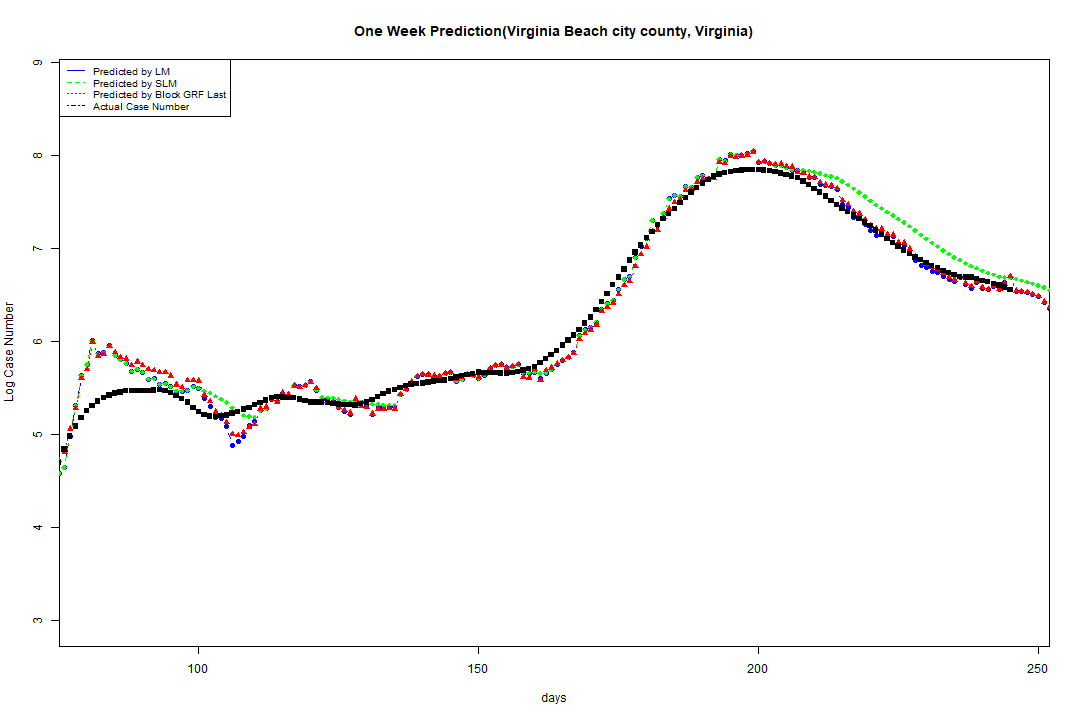 One Week Prediction(Virginia Beach city county, Virginia)
Predicted by LM
Predicted by SLM
Predicted by Block GRF Last
Actual Case Number
9
8
7
6
5
4
3
Log Case Number
100 150 200 250
days